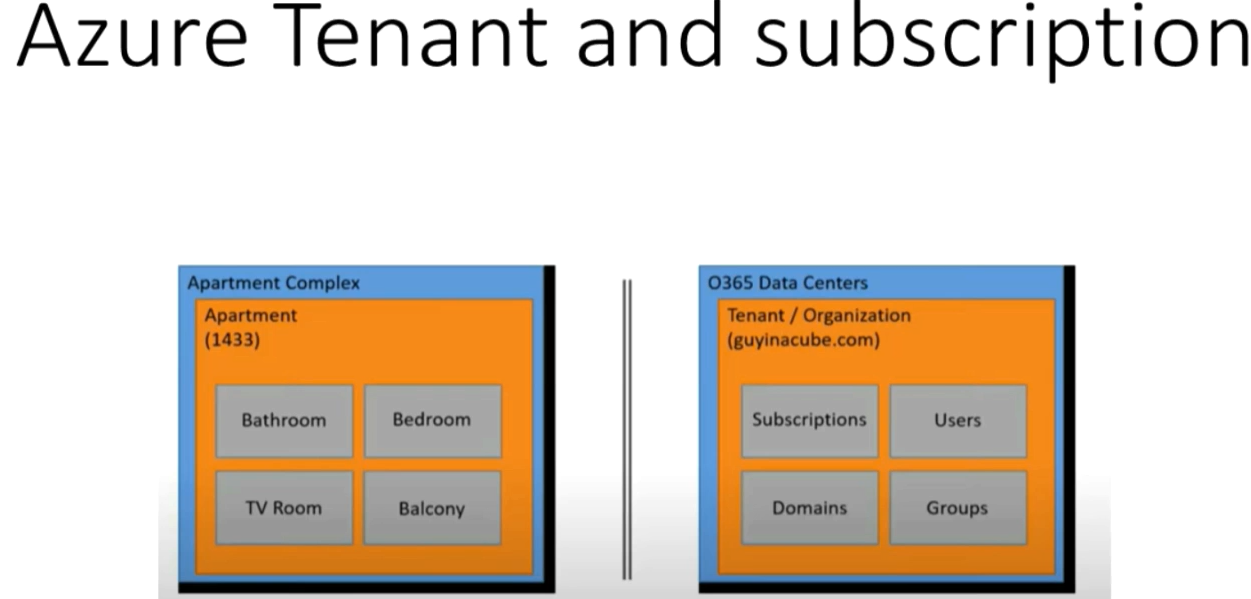 Azure Tenant and subscription
Apartment Complex
Apartment
(1433)
Bathroom
Bedroom
TV Room
Balcony
O365 Data Centers
Tenant / Organization
(guyinacube.com)
Subscriptions
Users
Domains
Groups